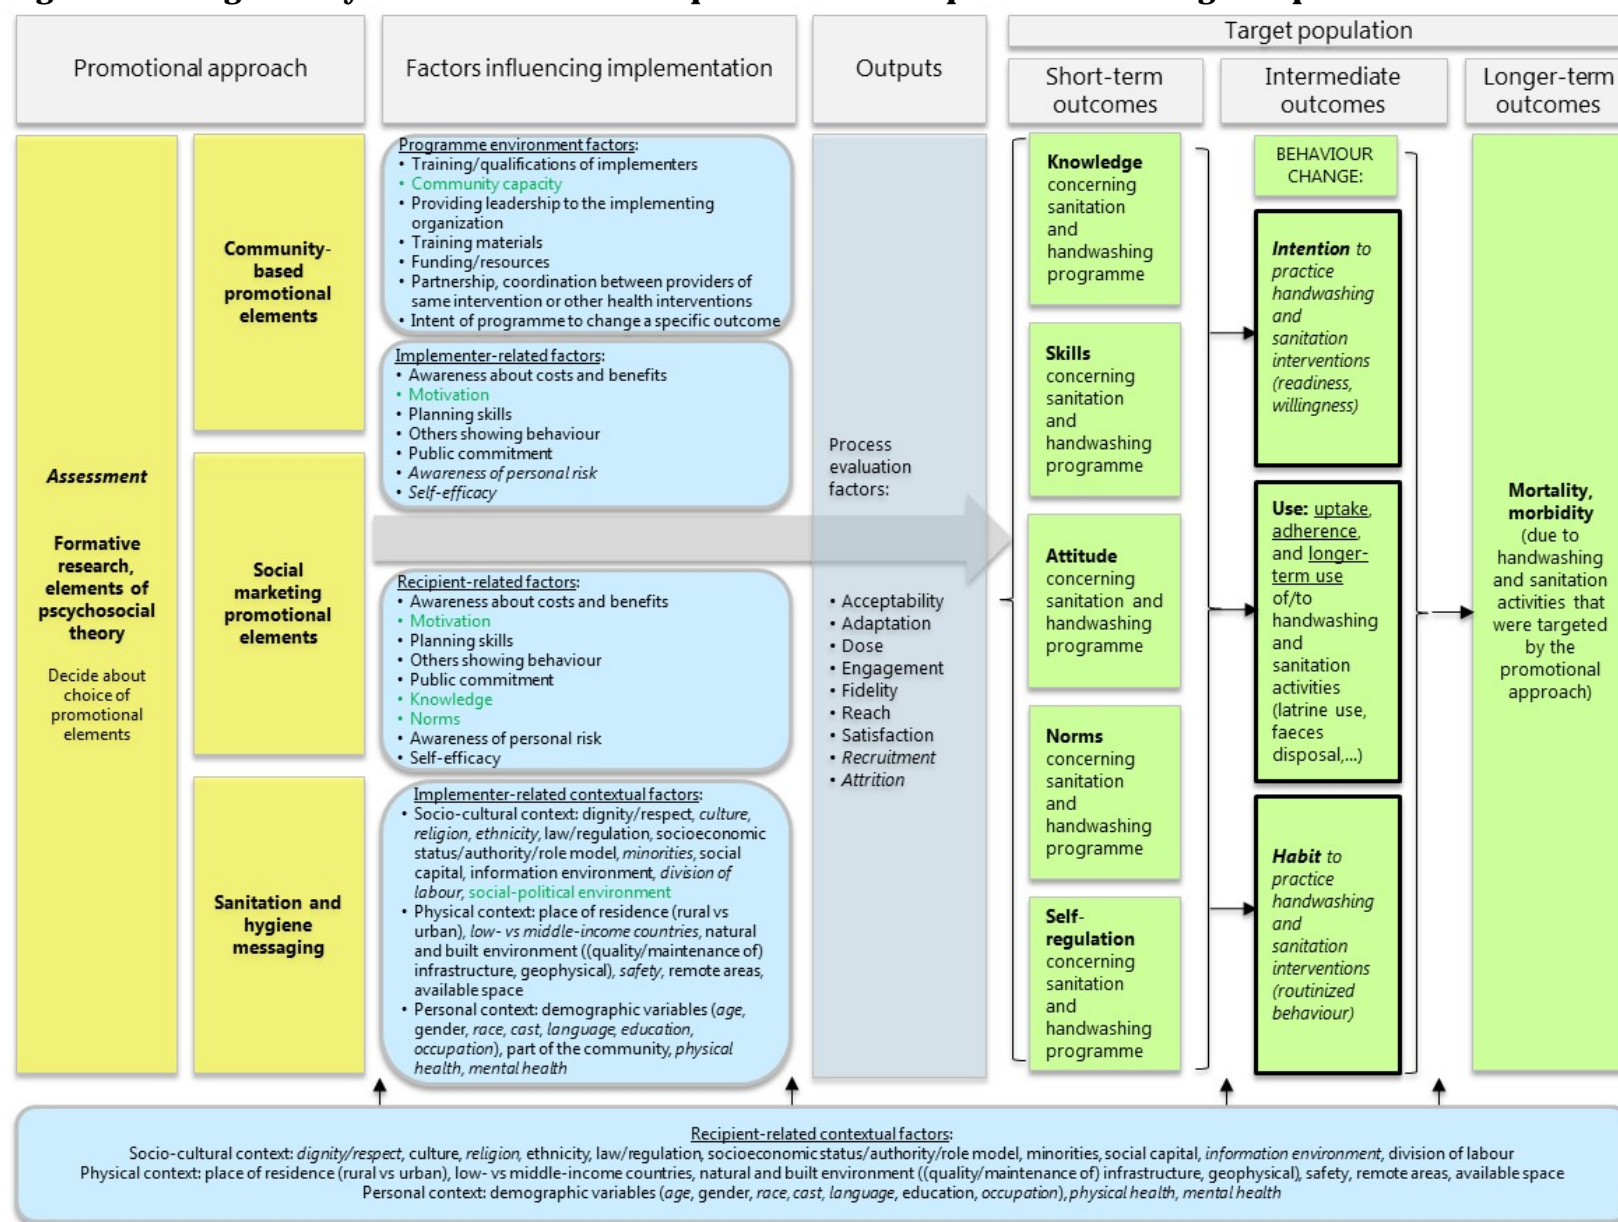 Promotional approach
Factors influencing implementation
Outputs
Target population
Short-term
outcomes
Intermediate
outcomes
Longer-term
outcomes
Assessment
Formative
research,
elements of
pscychosocial
theory
Decide about
choice of
promotional
elements
Community-
based
promotional
elements
Social
marketing
promotional
elements
Sanitation and
hygiene
messaging
Programme environment factors:
• Training/qualifications of implementers
• Community capacity
• Providing leadership to the implementing
organization
• Training materials
• Funding/resources
• Partnership, coordination between providers of
same intervention or other health interventions
• Intent of programme to change a specific outcome
Implementer-related factors:
• Awareness about costs and benefits
• Motivation
• Planning skills
• Others showing behaviour
• Public commitment
• Awareness of personal risk
• Self-efficacy
Recipient-related factors:
• Awareness about costs and benefits
• Motivation
• Planning skills
• Others showing behaviour
• Public commitment
• Knowledge
• Norms
• Awareness of personal risk
• Self-efficacy
Implementer-related contextual factors:
• Socio-cultural context: dignity/respect, culture,
religion, ethnicity, law/regulation, socioeconomic
status/authority/role model, minorities, social
capital, information environment, division of
labour, social-political environment
• Physical context: place of residence (rural vs
urban), low- vs middle-income countries, natural
and built environment ((quality/maintenance of)
infrastructure, geophysical), safety, remote areas,
available space
• Personal context: demographic variables (age,
gender, race, cast, language, education,
occupation), part of the community, physical
health, mental health
Process
evaluation
factors:
• Acceptability
• Adaptation
• Dose
• Engagement
• Fidelity
• Reach
• Satisfaction
• Recruitment
• Attrition
Knowledge
concerning
sanitation
and
handwashing
programme
Skills
concerning
sanitation
and
handwashing
programme
Attitude
concerning
sanitation and
handwashing
programme
Norms
concerning
sanitation
and
handwashing
programme
Self-
regulation
concerning
sanitation
and
handwashing
programme
BEHAVIOUR
CHANGE:
Intention to
practice
handwashing
and
sanitation
interventions
(readiness,
willingness)
Use: uptake,
adherence,
and longer-
term use
of/to
handwashing
and
sanitation
activities
(latrine use,
faeces
disposal,...)
Habit to
practice
handwashing
and
sanitation
interventions
(routinized
behaviour)
Mortality,
morbidity
(due to
handwashing
and sanitation
activities that
were targeted
by the
promotional
approach)
Recipient-related contextual factors:
Socio-cultural context: dignity/respect, culture, religion, ethnicity, law/regulation, socioeconomic status/authority/role model, minorities, social capital, information environment, division of labour
Physical context: place of residence (rural vs urban), low- vs middle-income countries, natural and built environment ((quality/maintenance of) infrastructure, geophysical), safety, remote areas, available space
Personal context: demographic variables (age, gender, race, cast, language, education, occupation), physical health, mental health